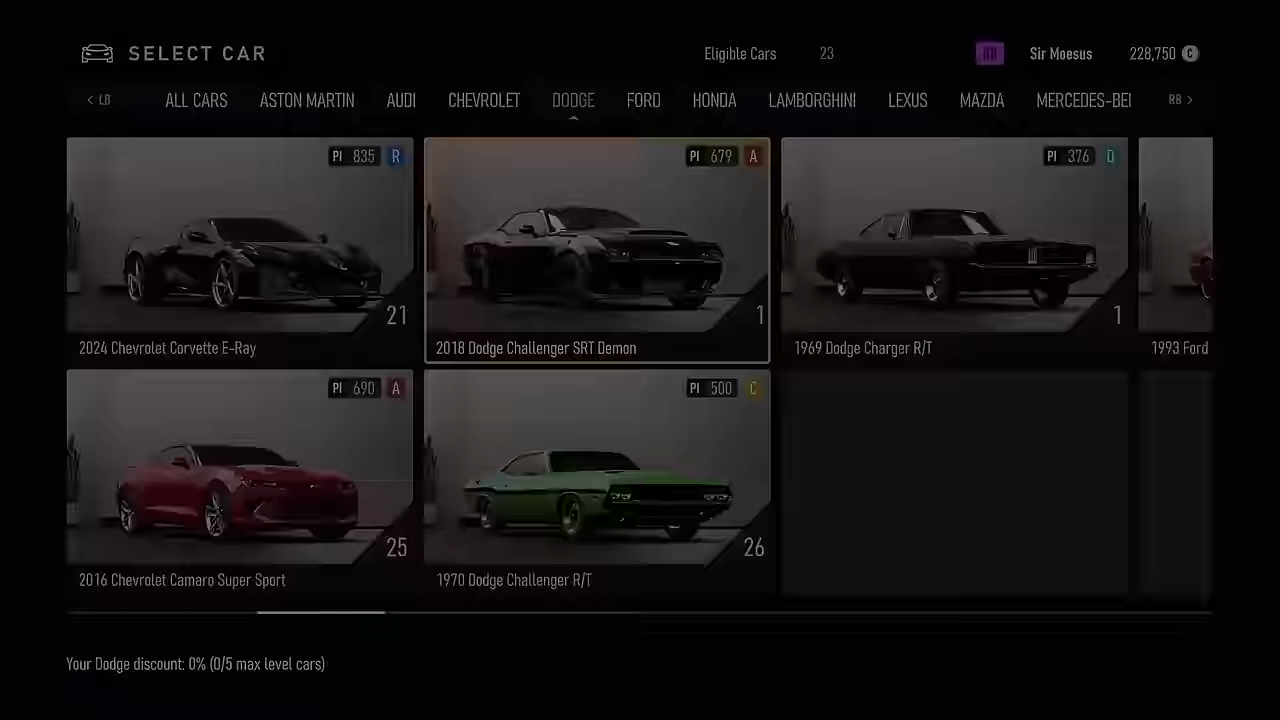 SELECT CAR
Eligible Cars 23
Sir Moesus
228,750 C
< LB ALL CARS ASTON MARTIN AUDI CHEVROLET DODGE FORD HONDA LAMBORGHINI LEXUS MAZDA MERCEDES-BE RB >
PI 835 R
PI 679 A
PI 376 D
21
1
1
2024 Chevrolet Corvette E-Ray
2018 Dodge Challenger SRT Demon
1969 Dodge Charger R/T
1993 Ford
PI 690 A
PI 500 C
25
26
2016 Chevrolet Camaro Super Sport
1970 Dodge Challenger R/T
Your Dodge discount: 0% (0/5 max level cars)